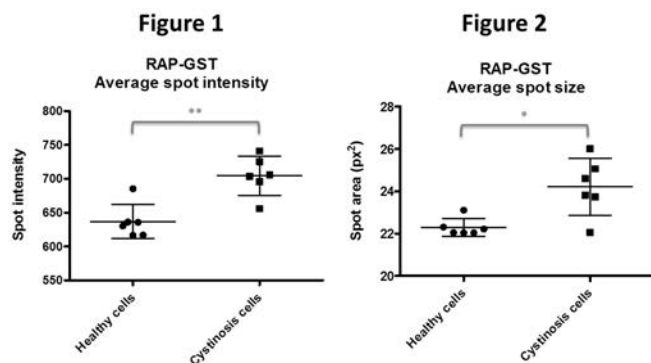 Figure 1
RAP-GST
Average spot intensity
**
Spot intensity
800
750
700
650
600
550
Healthy cells
Cystinosis cells
Figure 2
RAP-GST
Average spot size
*
Spot area (px²)
28
26
24
22
20
Healthy cells
Cystinosis cells